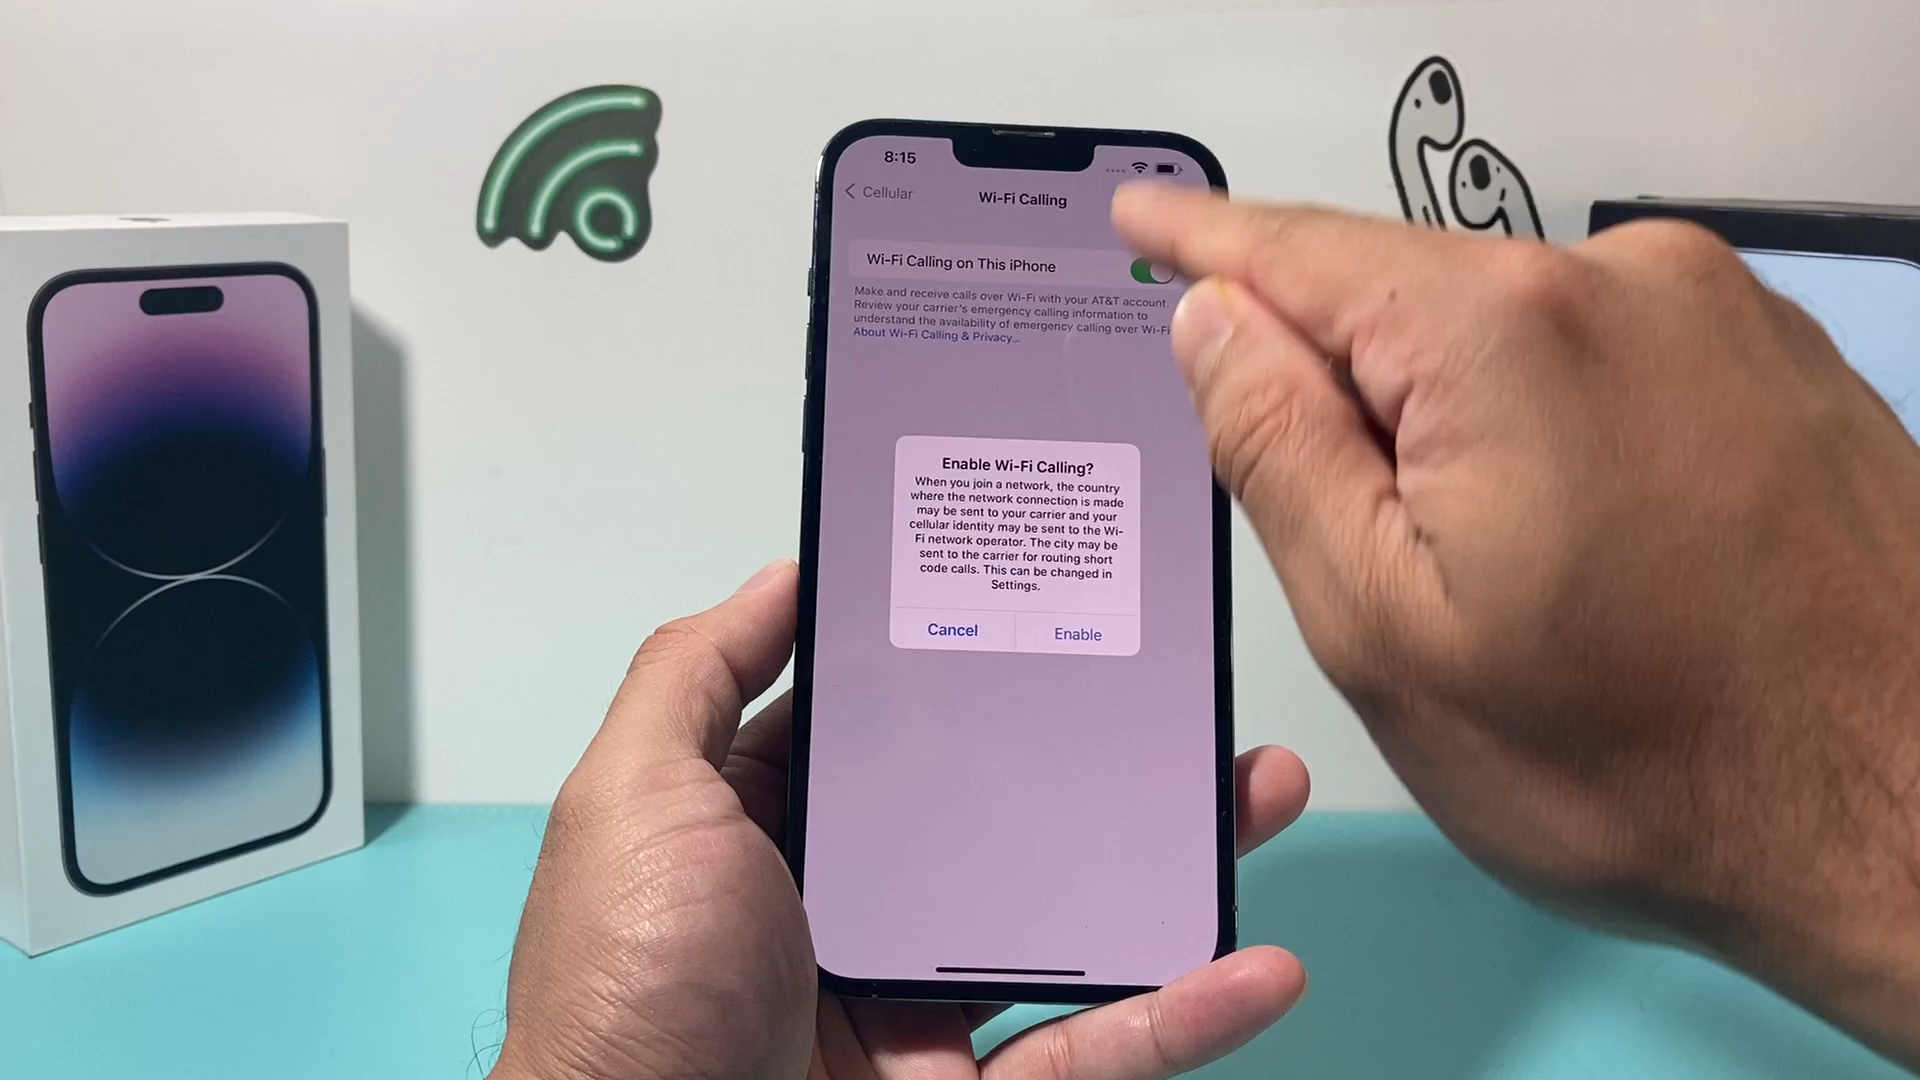 8:15
Cellular
Wi-Fi Calling
Wi-Fi Calling on This iPhone
Make and receive calls over Wi-Fi with your AT&T account.
Review your carrier's emergency calling information to
understand the availability of emergency calling over Wi-Fi
About Wi-Fi Calling & Privacy...
Enable Wi-Fi Calling?
When you join a network, the country
where the network connection is made
may be sent to your carrier and your
cellular identity may be sent to the Wi-
Fi network operator. The city may be
sent to the carrier for routing short
code calls. This can be changed in
Settings.
Cancel
Enable